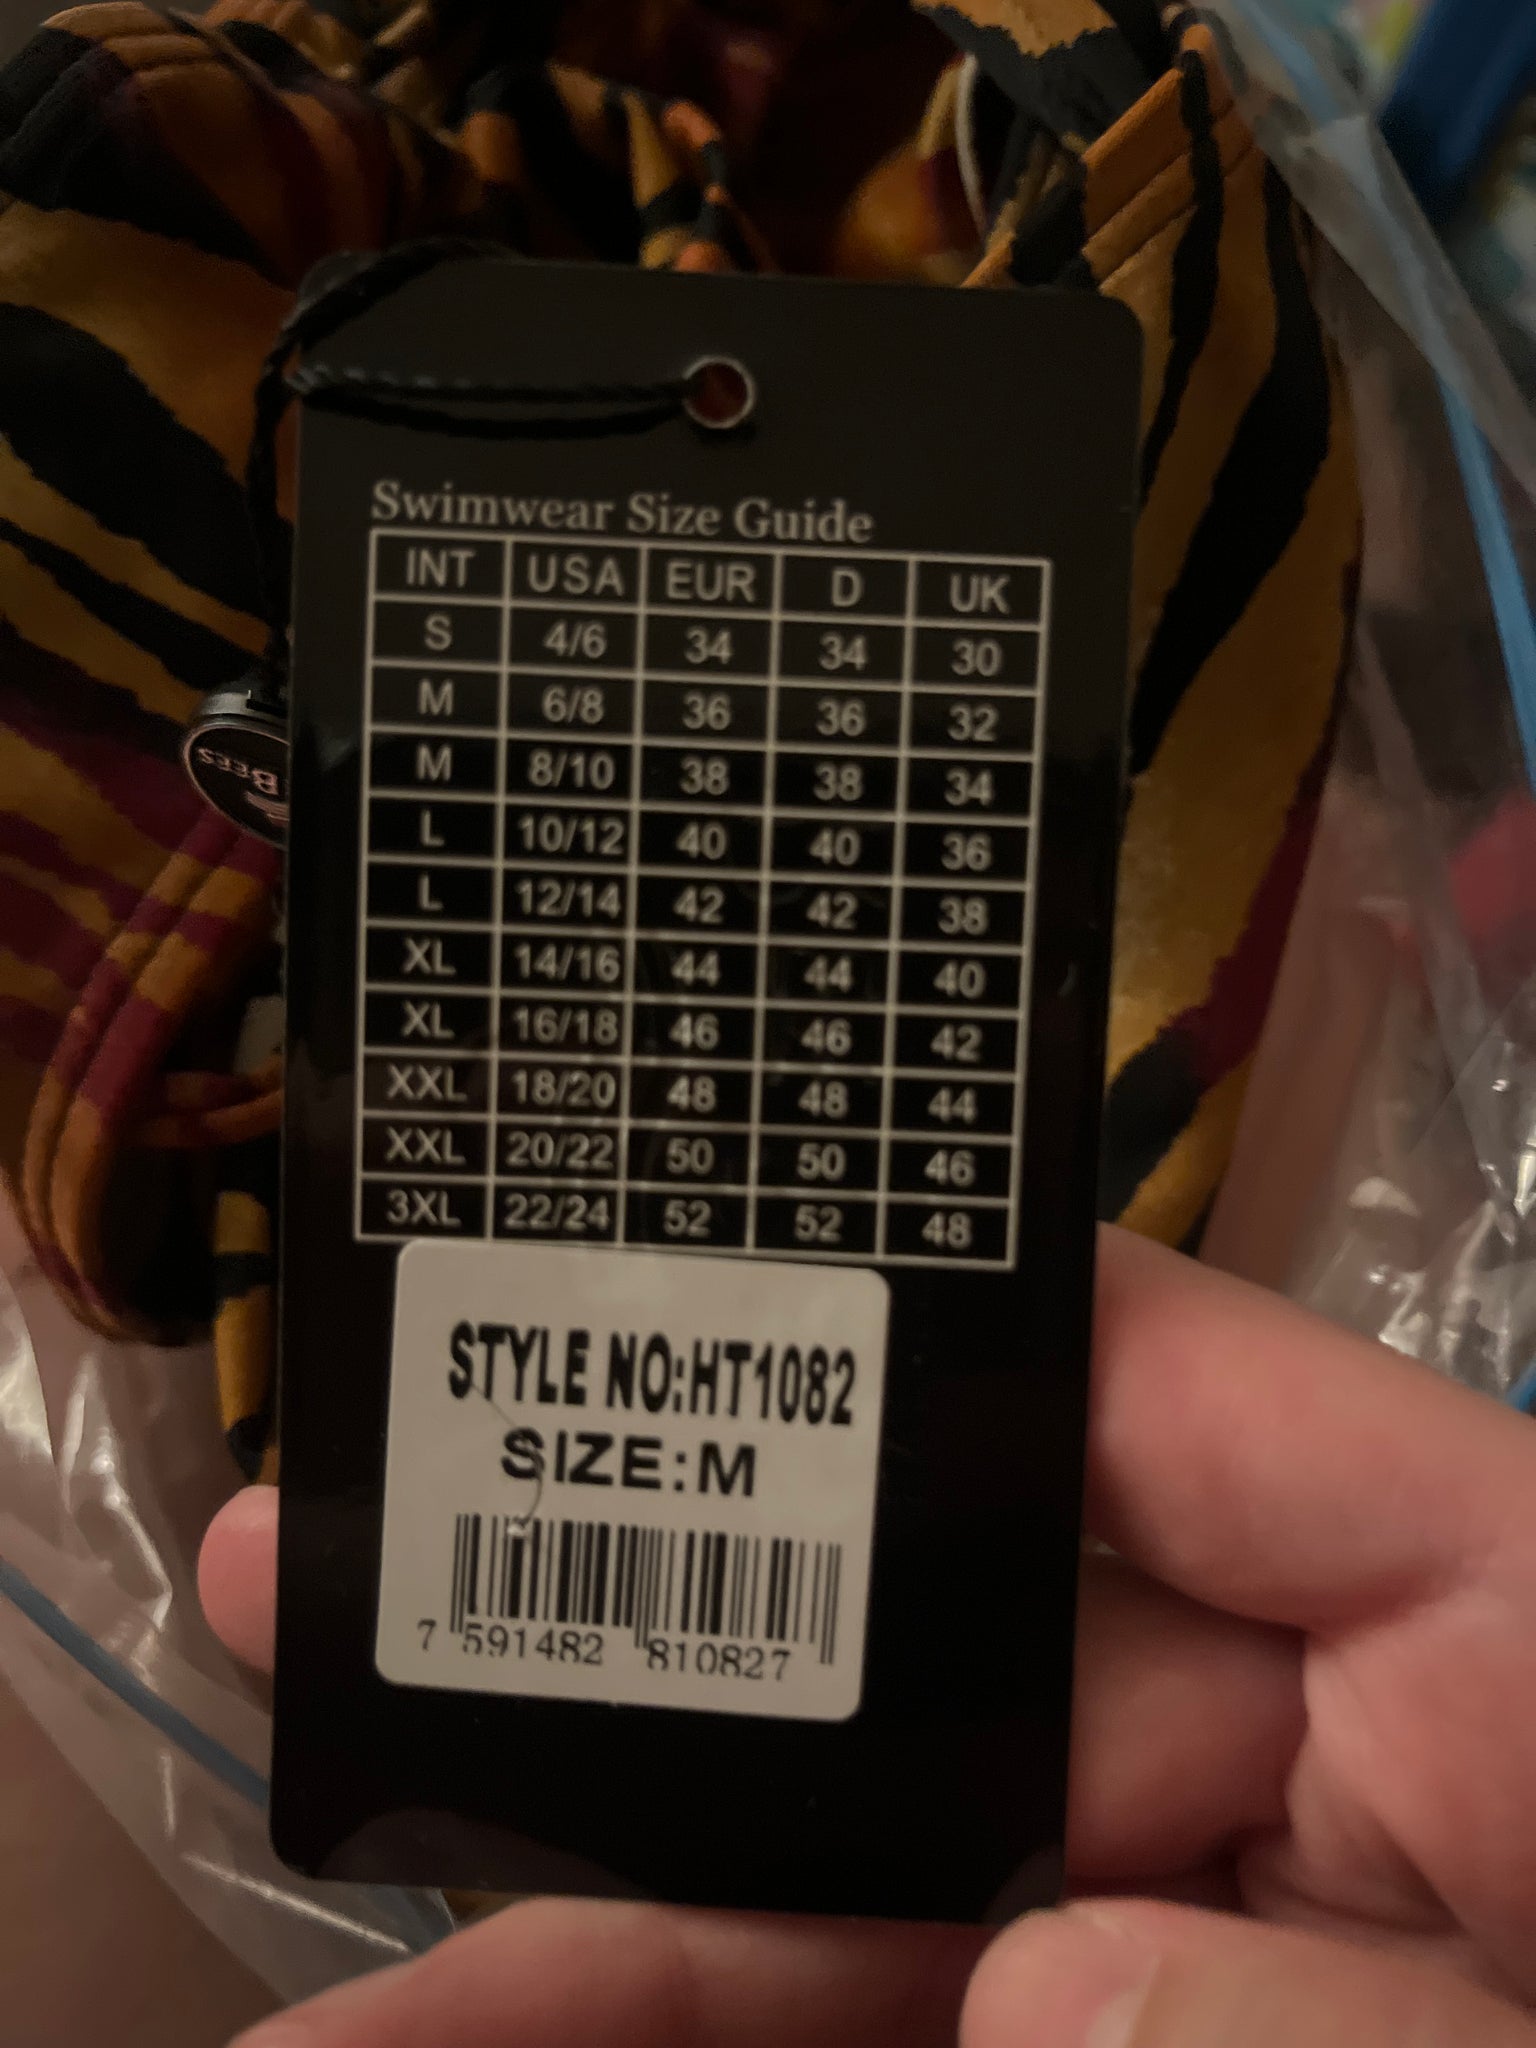 Swimwear Size Guide
INT USA EUR D UK
S 4/6 34 34 30
M 6/8 36 36 32
M 8/10 38 38 34
L 10/12 40 40 36
L 12/14 42 42 38
XL 14/16 44 44 40
XL 16/18 46 46 42
XXL 18/20 48 48 44
XXL 20/22 50 50 46
3XL 22/24 52 52 48
STYLE NO:HT1082
SIZE:M
7 591482 810827
BEES